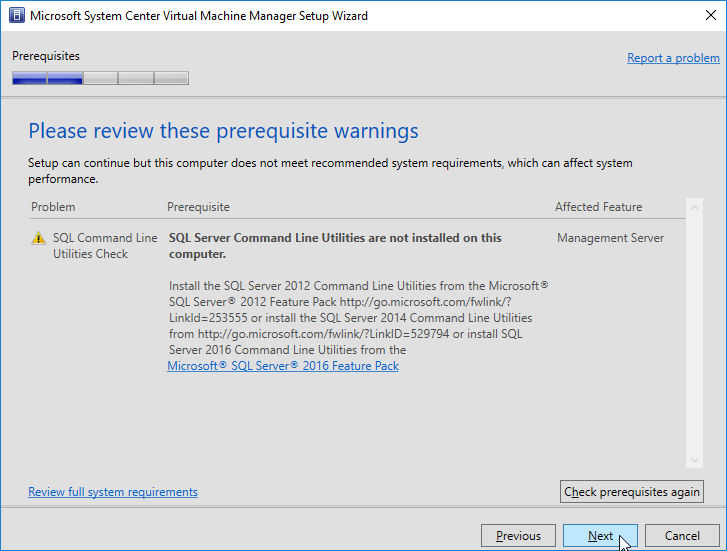 Microsoft System Center Virtual Machine Manager Setup Wizard
Prerequisites
Report a problem
Please review these prerequisite warnings
Setup can continue but this computer does not meet recommended system requirements, which can affect system
performance.
Problem Prerequisite Affected Feature
SQL Command Line
Utilities Check
SQL Server Command Line Utilities are not installed on this
computer.
Management Server
Install the SQL Server 2012 Command Line Utilities from the Microsoft®
SQL Server® 2012 Feature Pack http://go.microsoft.com/fwlink/?
LinkId=253555 or install the SQL Server 2014 Command Line Utilities
from http://go.microsoft.com/fwlink/?LinkID=529794 or install SQL
Server 2016 Command Line Utilities from the
Microsoft® SQL Server® 2016 Feature Pack
Review full system requirements
Check prerequisites again
Previous Next Cancel